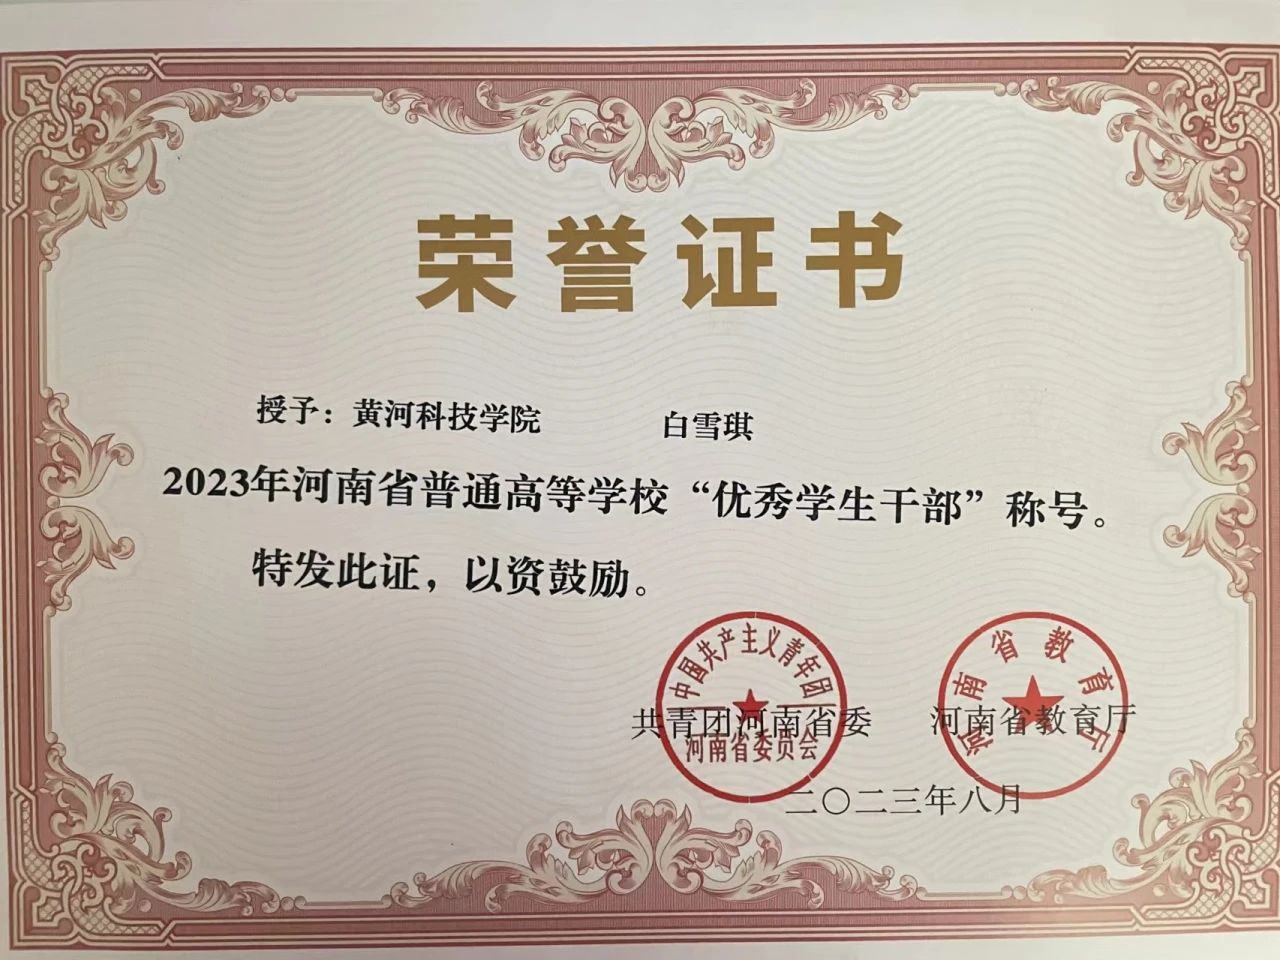 荣誉证书
授予：黄河科技学院 白雪琪
2023年河南省普通高等学校“优秀学生干部”称号。
特发此证，以资鼓励。
中国共产主义青年团
河南省委员会
河南省教育厅
共青团河南省委 河南省教育厅
二〇二三年八月